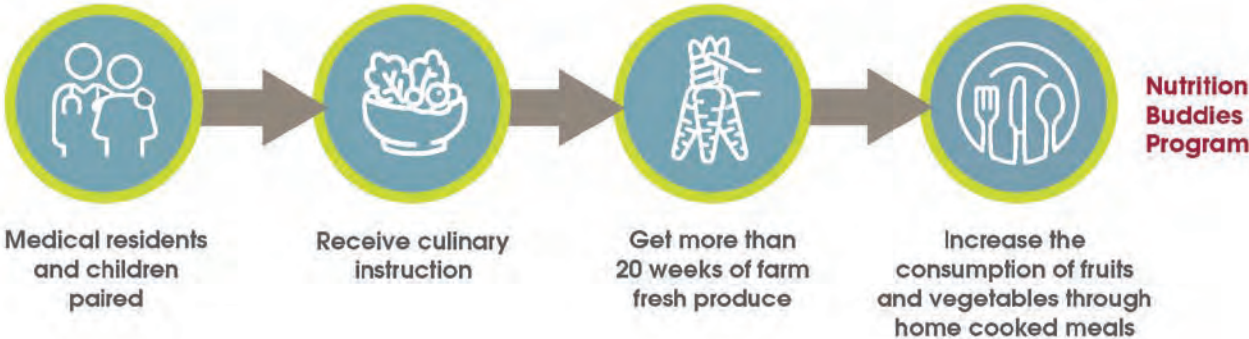 Nutrition
Buddies
Program
Medical residents
and children
paired
Receive culinary
instruction
Get more than
20 weeks of farm
fresh produce
Increase the
consumption of fruits
and vegetables through
home cooked meals